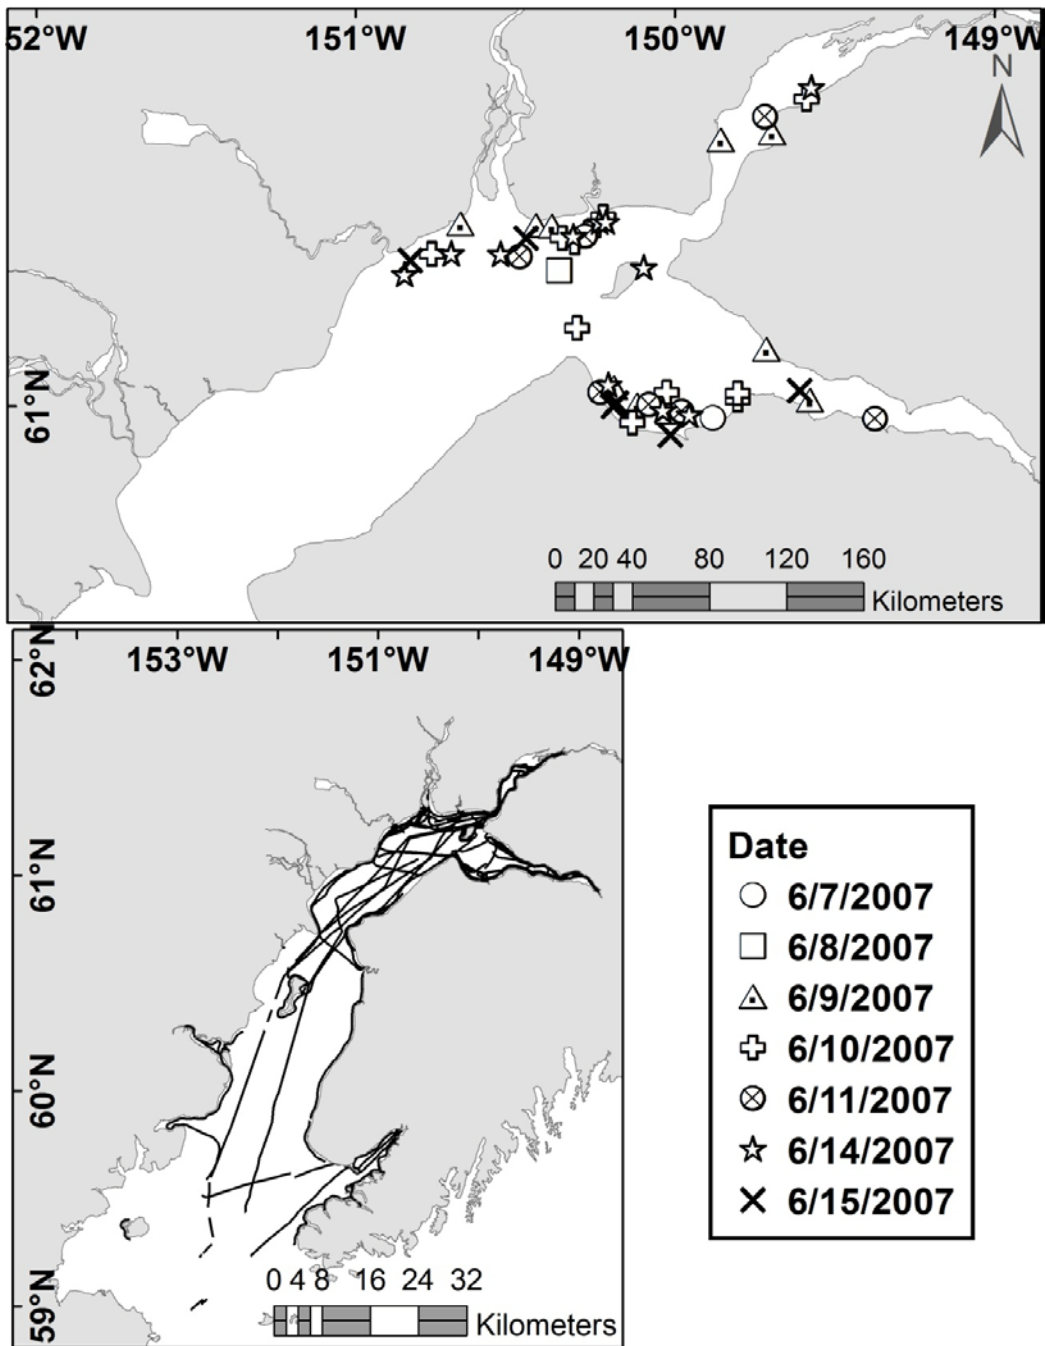 52°W 151°W 150°W 149°W
N
61°N
0 20 40 80 120 160
Kilometers
62°N
153°W 151°W 149°W
61°N
60°N
59°N
0 4 8 16 24 32
Kilometers
Date
6/7/2007
6/8/2007
6/9/2007
6/10/2007
6/11/2007
6/14/2007
6/15/2007